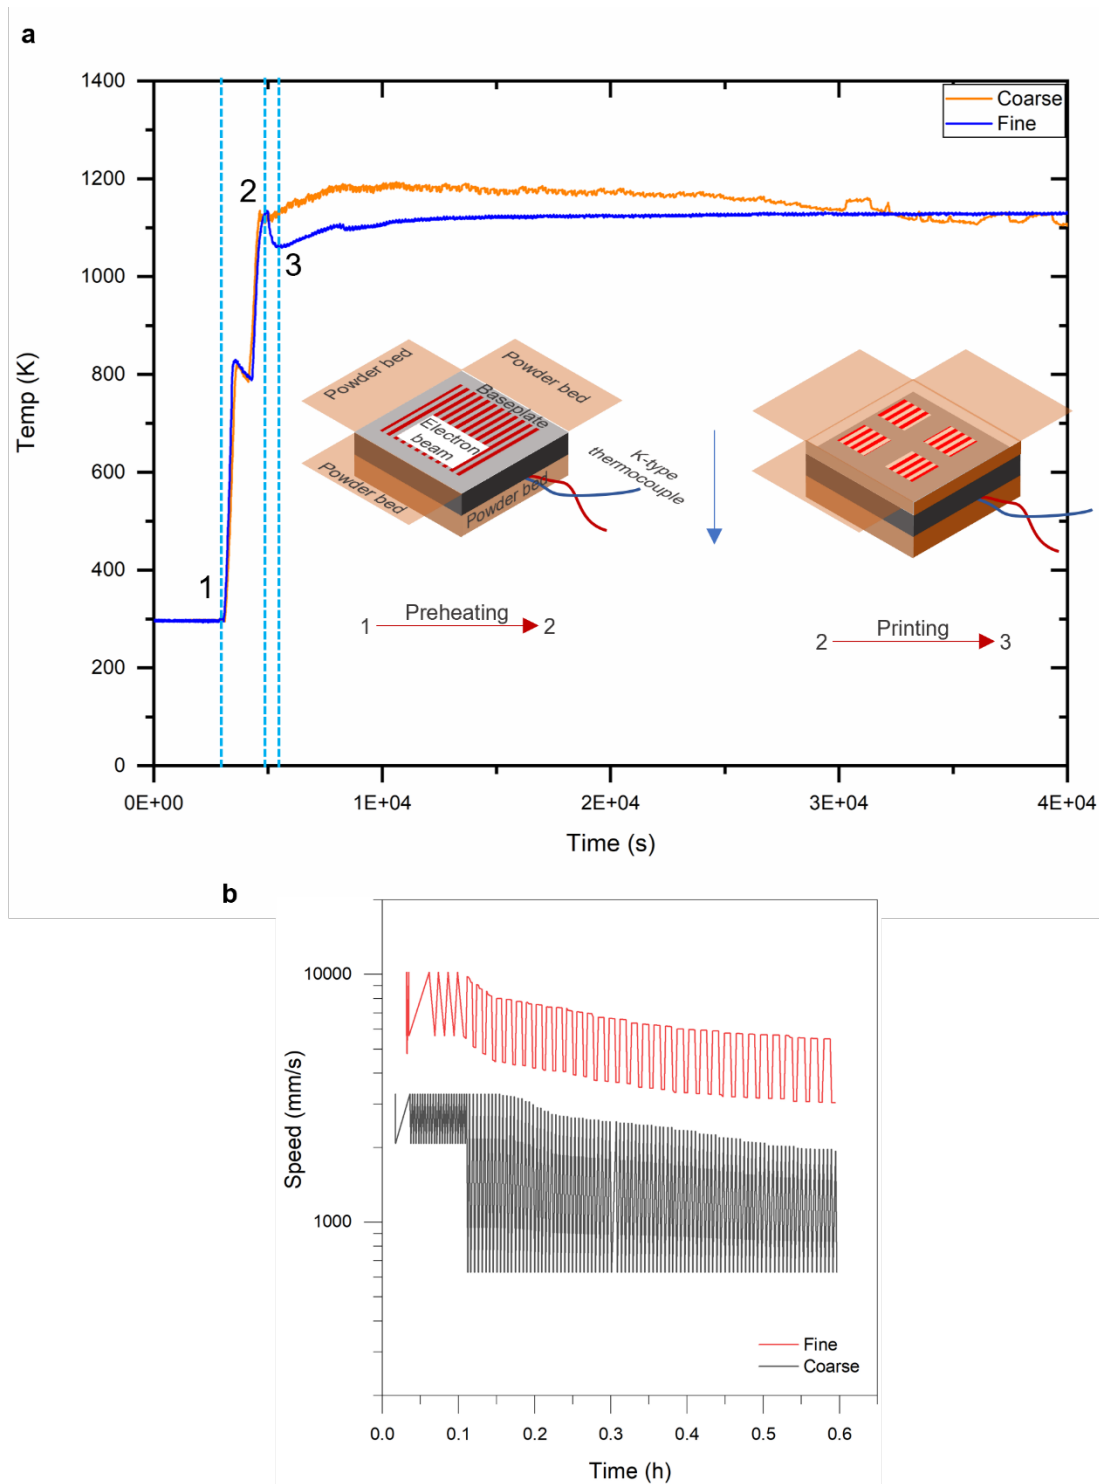 a
1400
1200
1000
800
600
400
200
0
Temp (K)
0E+00
1E+04
2E+04
3E+04
4E+04
Time (s)
Coarse
Fine
1
2
3
Powder bed
Powder bed
Baseplate
Electron
beam
Powder bed
Powder bed
K-type
thermocouple
Preheating
1
2
Printing
2
3
b
10000
1000
Speed (mm/s)
0.0
0.1
0.2
0.3
0.4
0.5
0.6
Time (h)
Fine
Coarse